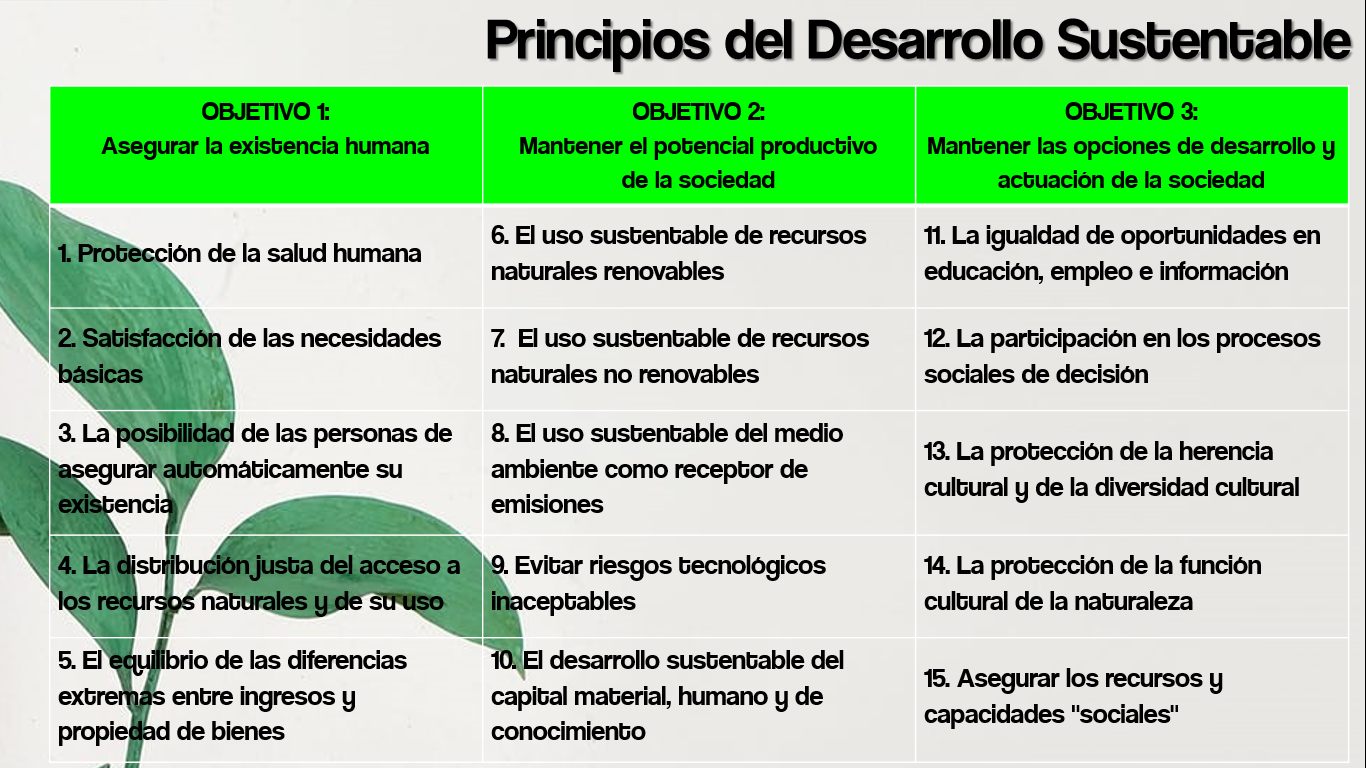 Principios del Desarrollo Sustentable
OBJETIVO 1:
Asegurar la existencia humana
OBJETIVO 2:
Mantener el potencial productivo
de la sociedad
OBJETIVO 3:
Mantener las opciones de desarrollo y
actuación de la sociedad
1. Protección de la salud humana
6. El uso sustentable de recursos
naturales renovables
11. La igualdad de oportunidades en
educación, empleo e información
2. Satisfacción de las necesidades
básicas
7.  El uso sustentable de recursos
naturales no renovables
12. La participación en los procesos
sociales de decisión
3. La posibilidad de las personas de
asegurar automáticamente su
existencia
8. El uso sustentable del medio
ambiente como receptor de
emisiones
13. La protección de la herencia
cultural y de la diversidad cultural
4. La distribución justa del acceso a
los recursos naturales y de su uso
9. Evitar riesgos tecnológicos
inaceptables
14. La protección de la función
cultural de la naturaleza
5. El equilibrio de las diferencias
extremas entre ingresos y
propiedad de bienes
10. El desarrollo sustentable del
capital material, humano y de
conocimiento
15. Asegurar los recursos y
capacidades "sociales"